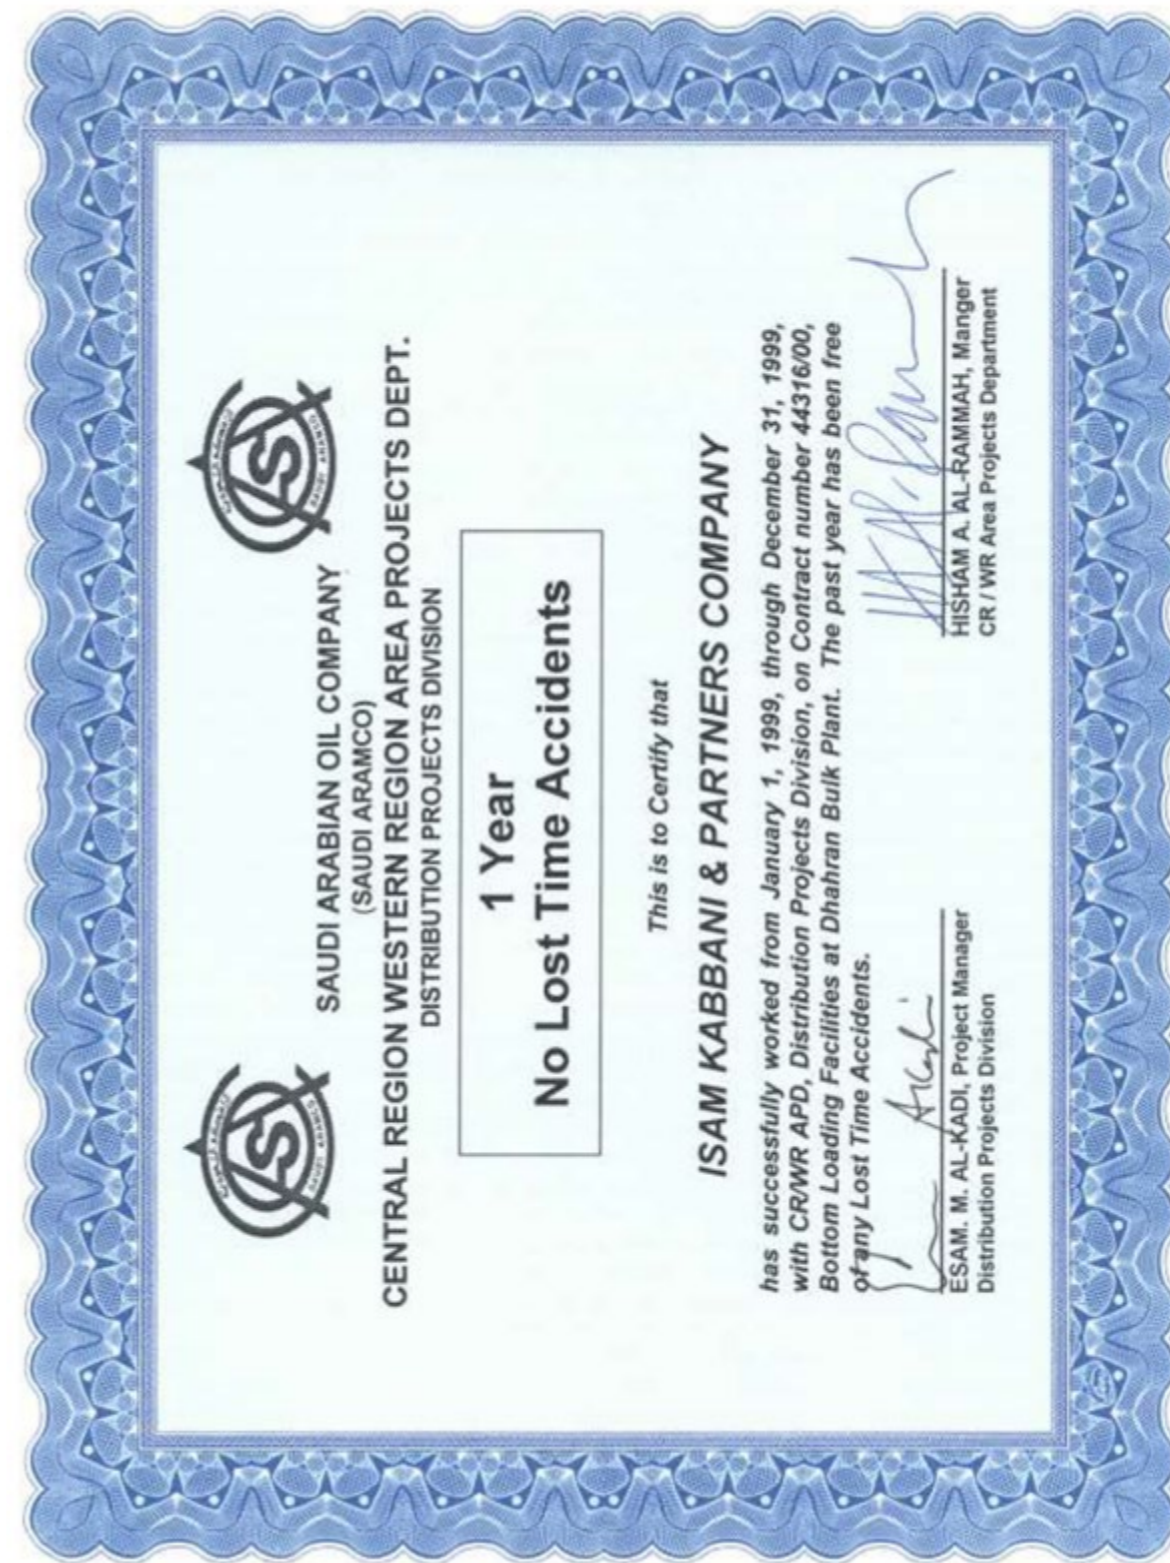 SAUDI ARABIAN OIL COMPANY
(SAUDI ARAMCO)
CENTRAL REGION WESTERN REGION AREA PROJECTS DEPT.
DISTRIBUTION PROJECTS DIVISION
1 Year
No Lost Time Accidents
This is to Certify that
ISAM KABBANI & PARTNERS COMPANY
has successfully worked from January 1, 1999, through December 31, 1999,
with CR/WR APD, Distribution Projects Division, on Contract number 44316/00,
Bottom Loading Facilities at Dhahran Bulk Plant. The past year has been free
of any Lost Time Accidents.
ESAM. M. AL-KADI, Project Manager
Distribution Projects Division
HISHAM A. AL-RAMMAH, Manger
CR / WR Area Projects Department